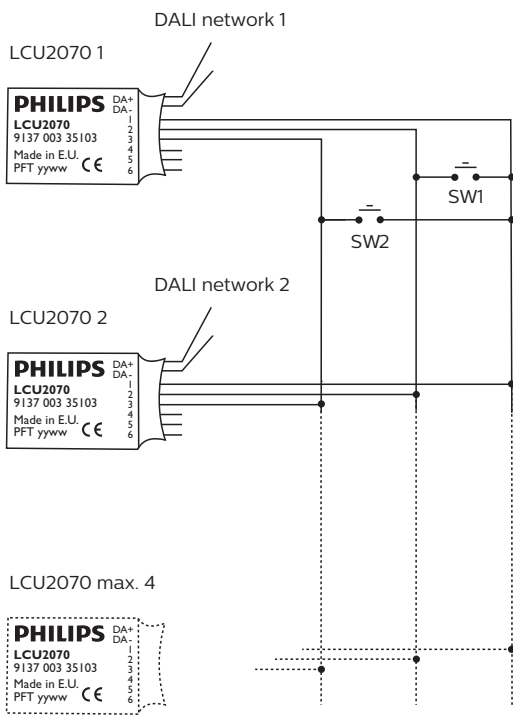 DALI network 1
LCU2070 1
PHILIPS
LCU2070
9137 003 35103
Made in E.U.
PFT yyww CE
DA+
DA-
1
2
3
4
5
6
SW1
SW2
DALI network 2
LCU2070 2
PHILIPS
LCU2070
9137 003 35103
Made in E.U.
PFT yyww CE
DA+
DA-
1
2
3
4
5
6
LCU2070 max. 4
PHILIPS
LCU2070
9137 003 35103
Made in E.U.
PFT yyww CE
DA+
DA-
1
2
3
4
5
6